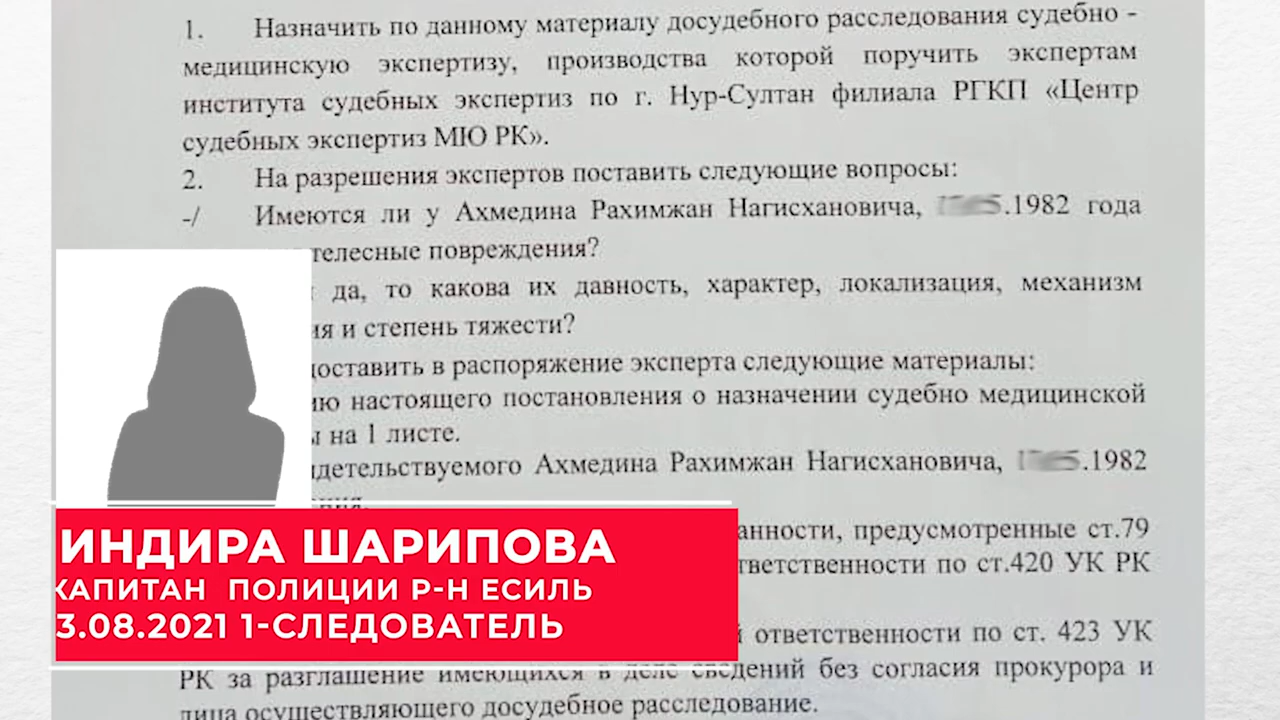 1. Назначить по данному материалу досудебного расследования судебно -
медицинскую экспертизу, производства которой поручить экспертам
института судебных экспертиз по г. Нур-Султан филиала РГКП «Центр
судебных экспертиз МЮ РК».
2. На разрешения экспертов поставить следующие вопросы:
-/ Имеются ли у Ахмедина Рахимжан Нагисхановича, .1982 года
телесные повреждения?
да, то какова их давность, характер, локализация, механизм
ия и степень тяжести?
доставить в распоряжение эксперта следующие материалы:
ию настоящего постановления о назначении судебно медицинской
ы на 1 листе.
идетельствуемого Ахмедина Рахимжан Нагисхановича, .1982
анности, предусмотренные ст.79
тветственности по ст.420 УК РК
й ответственности по ст. 423 УК
РК за разглашение имеющихся в деле сведений без согласия прокурора и
лица осуществляющего досудебное расследование.
ИНДИРА ШАРИПОВА
КАПИТАН ПОЛИЦИИ Р-Н ЕСИЛЬ
3.08.2021 1-СЛЕДОВАТЕЛЬ